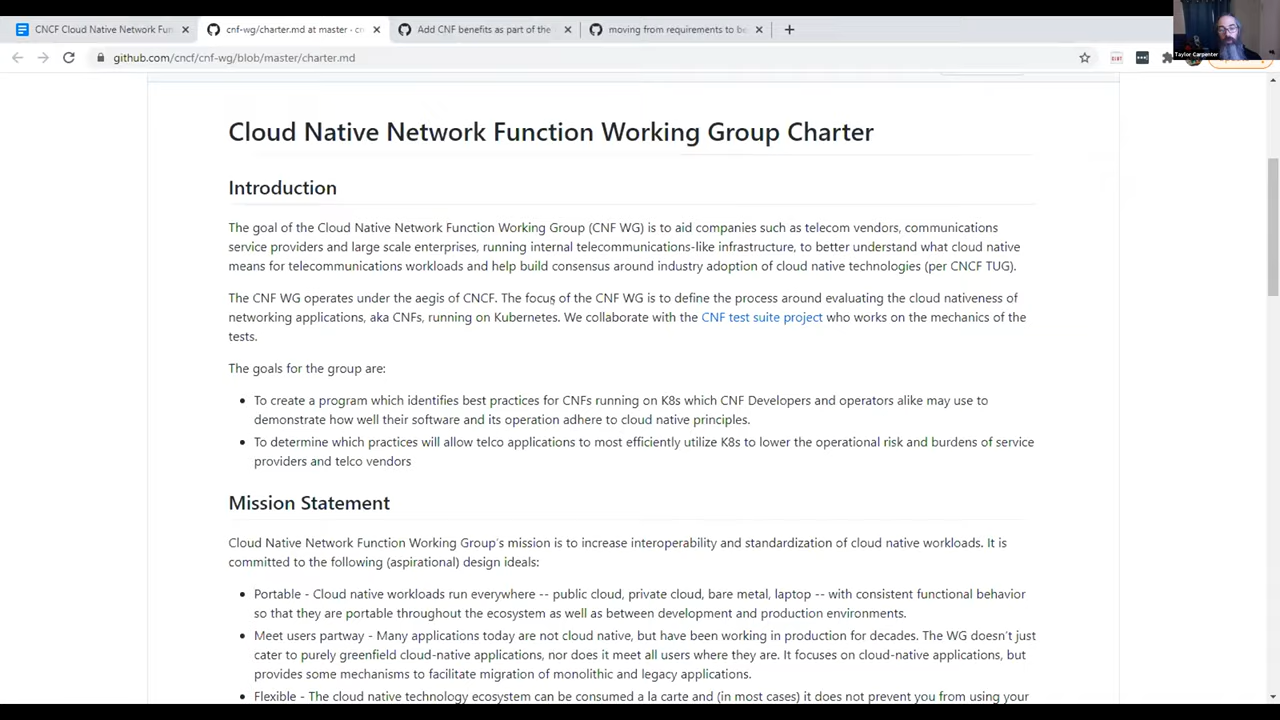 CNCF Cloud Native Network Fun
cnf-wg/charter.md at master · cn
Add CNF benefits as part of the
moving from requirements to be
github.com/cncf/cnf-wg/blob/master/charter.md
Taylor Carpenter
Cloud Native Network Function Working Group Charter
Introduction
The goal of the Cloud Native Network Function Working Group (CNF WG) is to aid companies such as telecom vendors, communications
service providers and large scale enterprises, running internal telecommunications-like infrastructure, to better understand what cloud native
means for telecommunications workloads and help build consensus around industry adoption of cloud native technologies (per CNCF TUG).
The CNF WG operates under the aegis of CNCF. The focus of the CNF WG is to define the process around evaluating the cloud nativeness of
networking applications, aka CNFs, running on Kubernetes. We collaborate with the CNF test suite project who works on the mechanics of the
tests.
The goals for the group are:
• To create a program which identifies best practices for CNFs running on K8s which CNF Developers and operators alike may use to
demonstrate how well their software and its operation adhere to cloud native principles.
• To determine which practices will allow telco applications to most efficiently utilize K8s to lower the operational risk and burdens of service
providers and telco vendors
Mission Statement
Cloud Native Network Function Working Group's mission is to increase interoperability and standardization of cloud native workloads. It is
committed to the following (aspirational) design ideals:
• Portable - Cloud native workloads run everywhere -- public cloud, private cloud, bare metal, laptop -- with consistent functional behavior
so that they are portable throughout the ecosystem as well as between development and production environments.
• Meet users partway - Many applications today are not cloud native, but have been working in production for decades. The WG doesn't just
cater to purely greenfield cloud-native applications, nor does it meet all users where they are. It focuses on cloud-native applications, but
provides some mechanisms to facilitate migration of monolithic and legacy applications.
• Flexible - The cloud native technology ecosystem can be consumed a la carte and (in most cases) it does not prevent you from using your